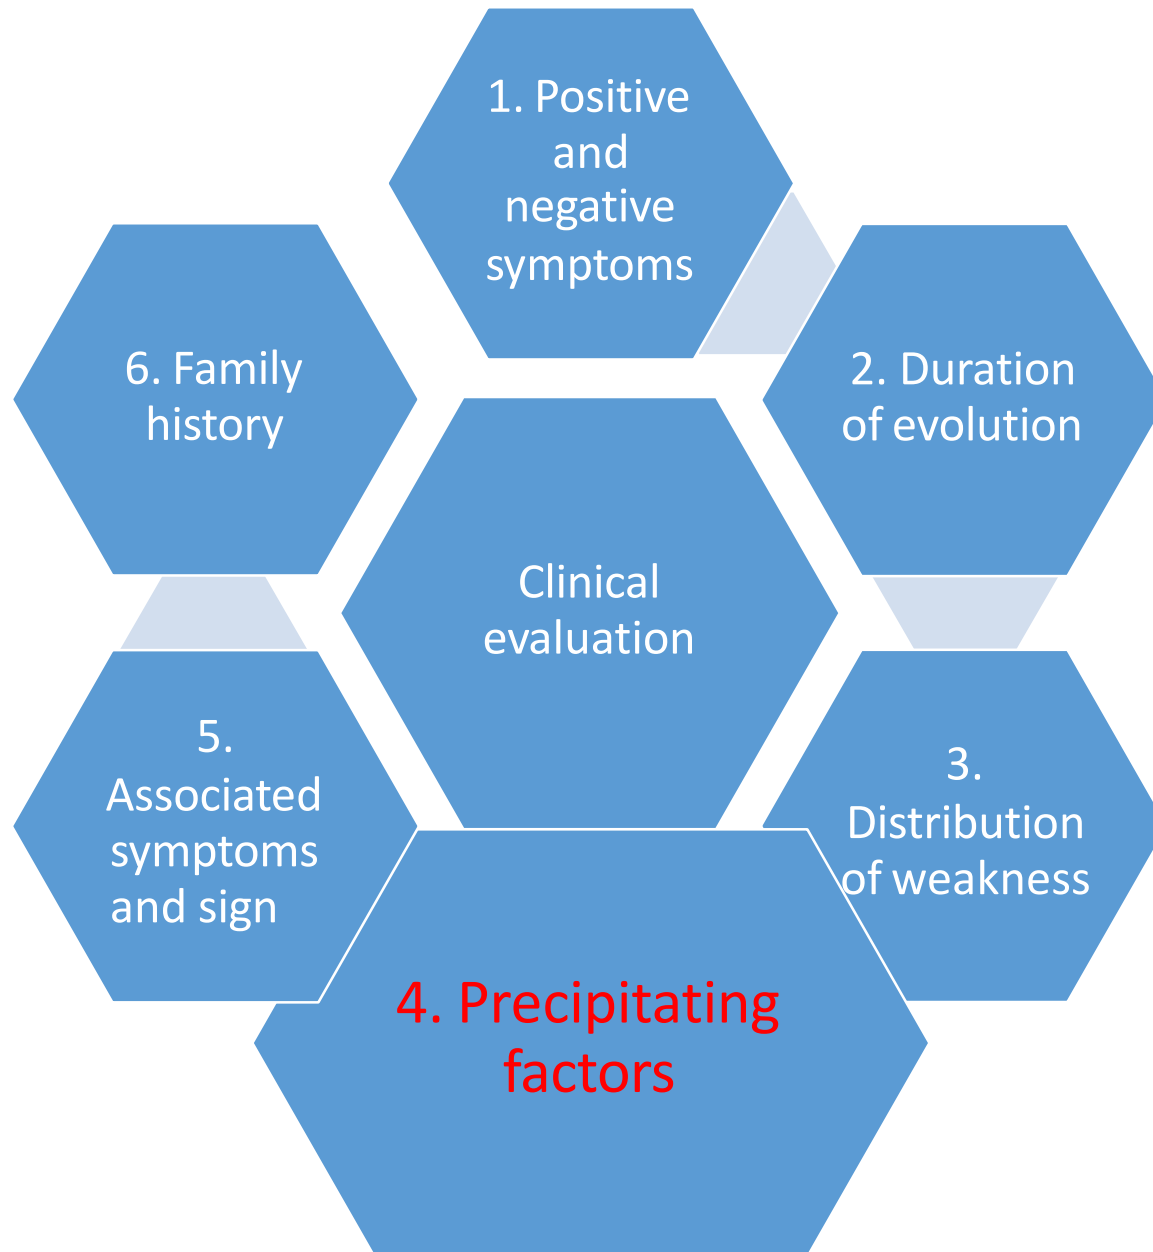 1. Positive
and
negative
symptoms
2. Duration
of evolution
3.
Distribution
of weakness
4. Precipitating
factors
5.
Associated
symptoms
and sign
6. Family
history
Clinical
evaluation